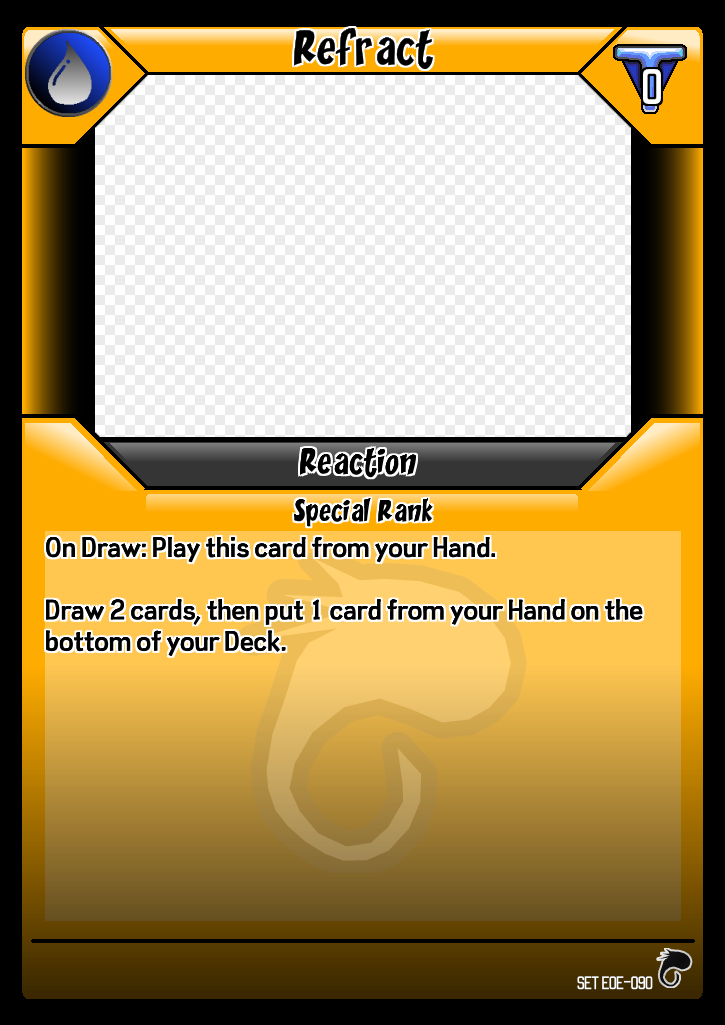 Refract
0
Reaction
Special Rank
On Draw: Play this card from your Hand.
Draw 2 cards, then put 1 card from your Hand on the
bottom of your Deck.
SET EOE-090